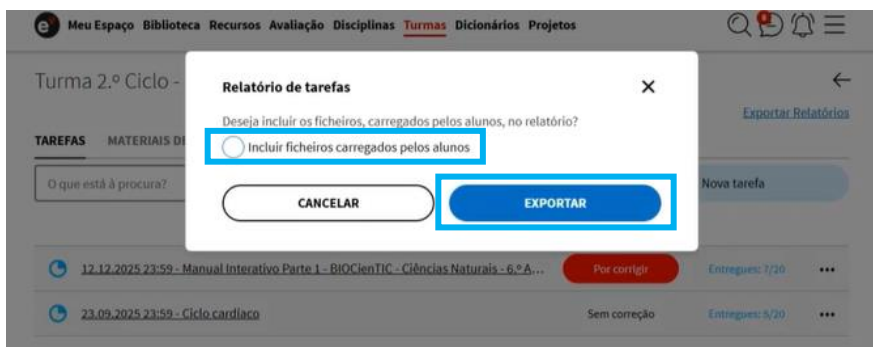 e
Meu Espaço Biblioteca Recursos Avaliação Disciplinas Turmas Dicionários Projetos
Turma 2.º Ciclo -
Relatório de tarefas
Deseja incluir os ficheiros, carregados pelos alunos, no relatório?
Exportar Relatórios
TAREFAS MATERIAIS DE
Incluir ficheiros carregados pelos alunos
O que está à procura?
CANCELAR
EXPORTAR
Nova tarefa
12.12.2025 23:59 - Manual Interativo Parte 1 - BIOCienTIC - Ciências Naturais - 6.º A...
Por corrigir
Entregues: 7/20
23.09.2025 23:59 - Ciclo cardíaco
Sem correção
Entregues: